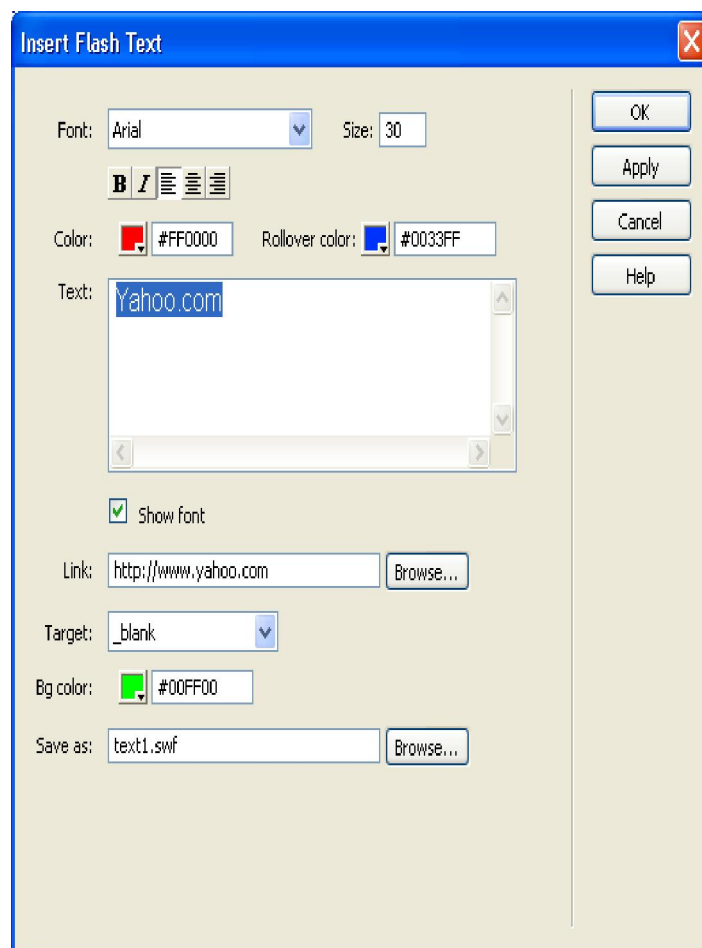 Insert Flash Text
Font: Arial Size: 30 OK
B I Apply
Color: #FF0000 Rollover color: #0033FF Cancel
Text: Yahoo.com Help
Show font
Link: http://www.yahoo.com Browse...
Target: _blank
Bg color: #00FF00
Save as: text1.swf Browse...